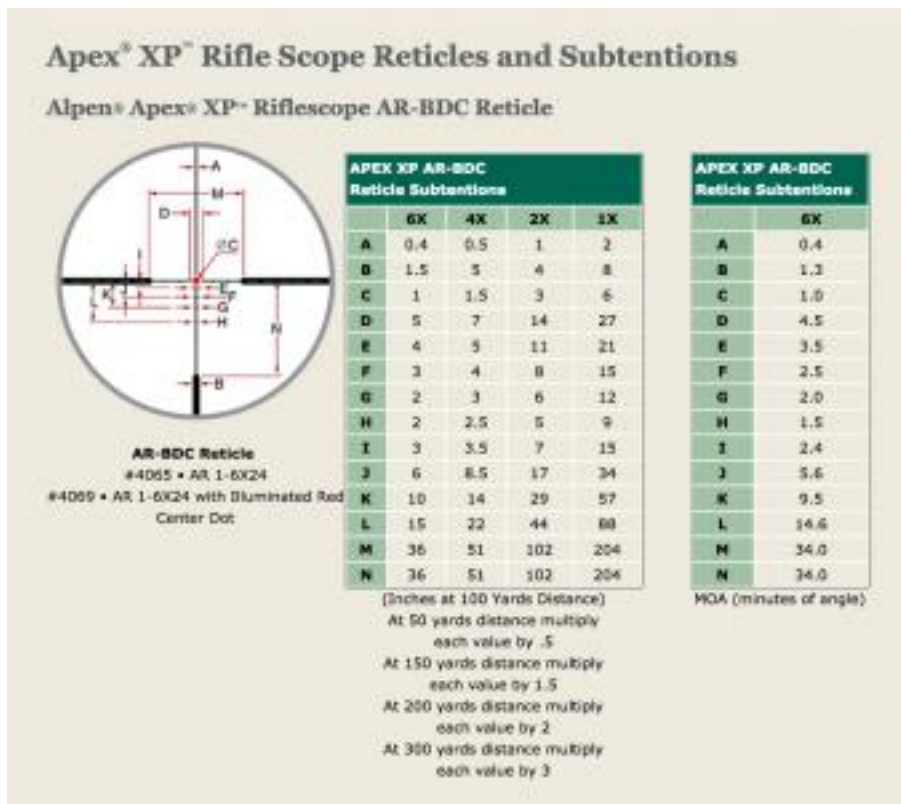 Apex® XP™ Rifle Scope Reticles and Subtentions
Alpen® Apex® XP™ Riflescope AR-BDC Reticle
A
M
D
ØC
I
E
F
K
G
L
H
N
B
AR-BDC Reticle
#4065 • AR 1-6X24
#4069 • AR 1-6X24 with Illuminated Red
Center Dot
APEX XP AR-BDC
Reticle Subtentions
6X 4X 2X 1X
A 0.4 0.5 1 2
B 1.5 5 4 8
C 1 1.5 3 6
D 5 7 14 27
E 4 5 11 21
F 3 4 8 15
G 2 3 6 12
H 2 2.5 5 9
I 3 3.5 7 15
J 6 8.5 17 34
K 10 14 29 57
L 15 22 44 88
M 36 51 102 204
N 36 51 102 204
(Inches at 100 Yards Distance)
At 50 yards distance multiply
each value by .5
At 150 yards distance multiply
each value by 1.5
At 200 yards distance multiply
each value by 2
At 300 yards distance multiply
each value by 3
APEX XP AR-BDC
Reticle Subtentions
6X
A 0.4
B 1.3
C 1.0
D 4.5
E 3.5
F 2.5
G 2.0
H 1.5
I 2.4
J 5.6
K 9.5
L 14.6
M 34.0
N 34.0
MOA (minutes of angle)